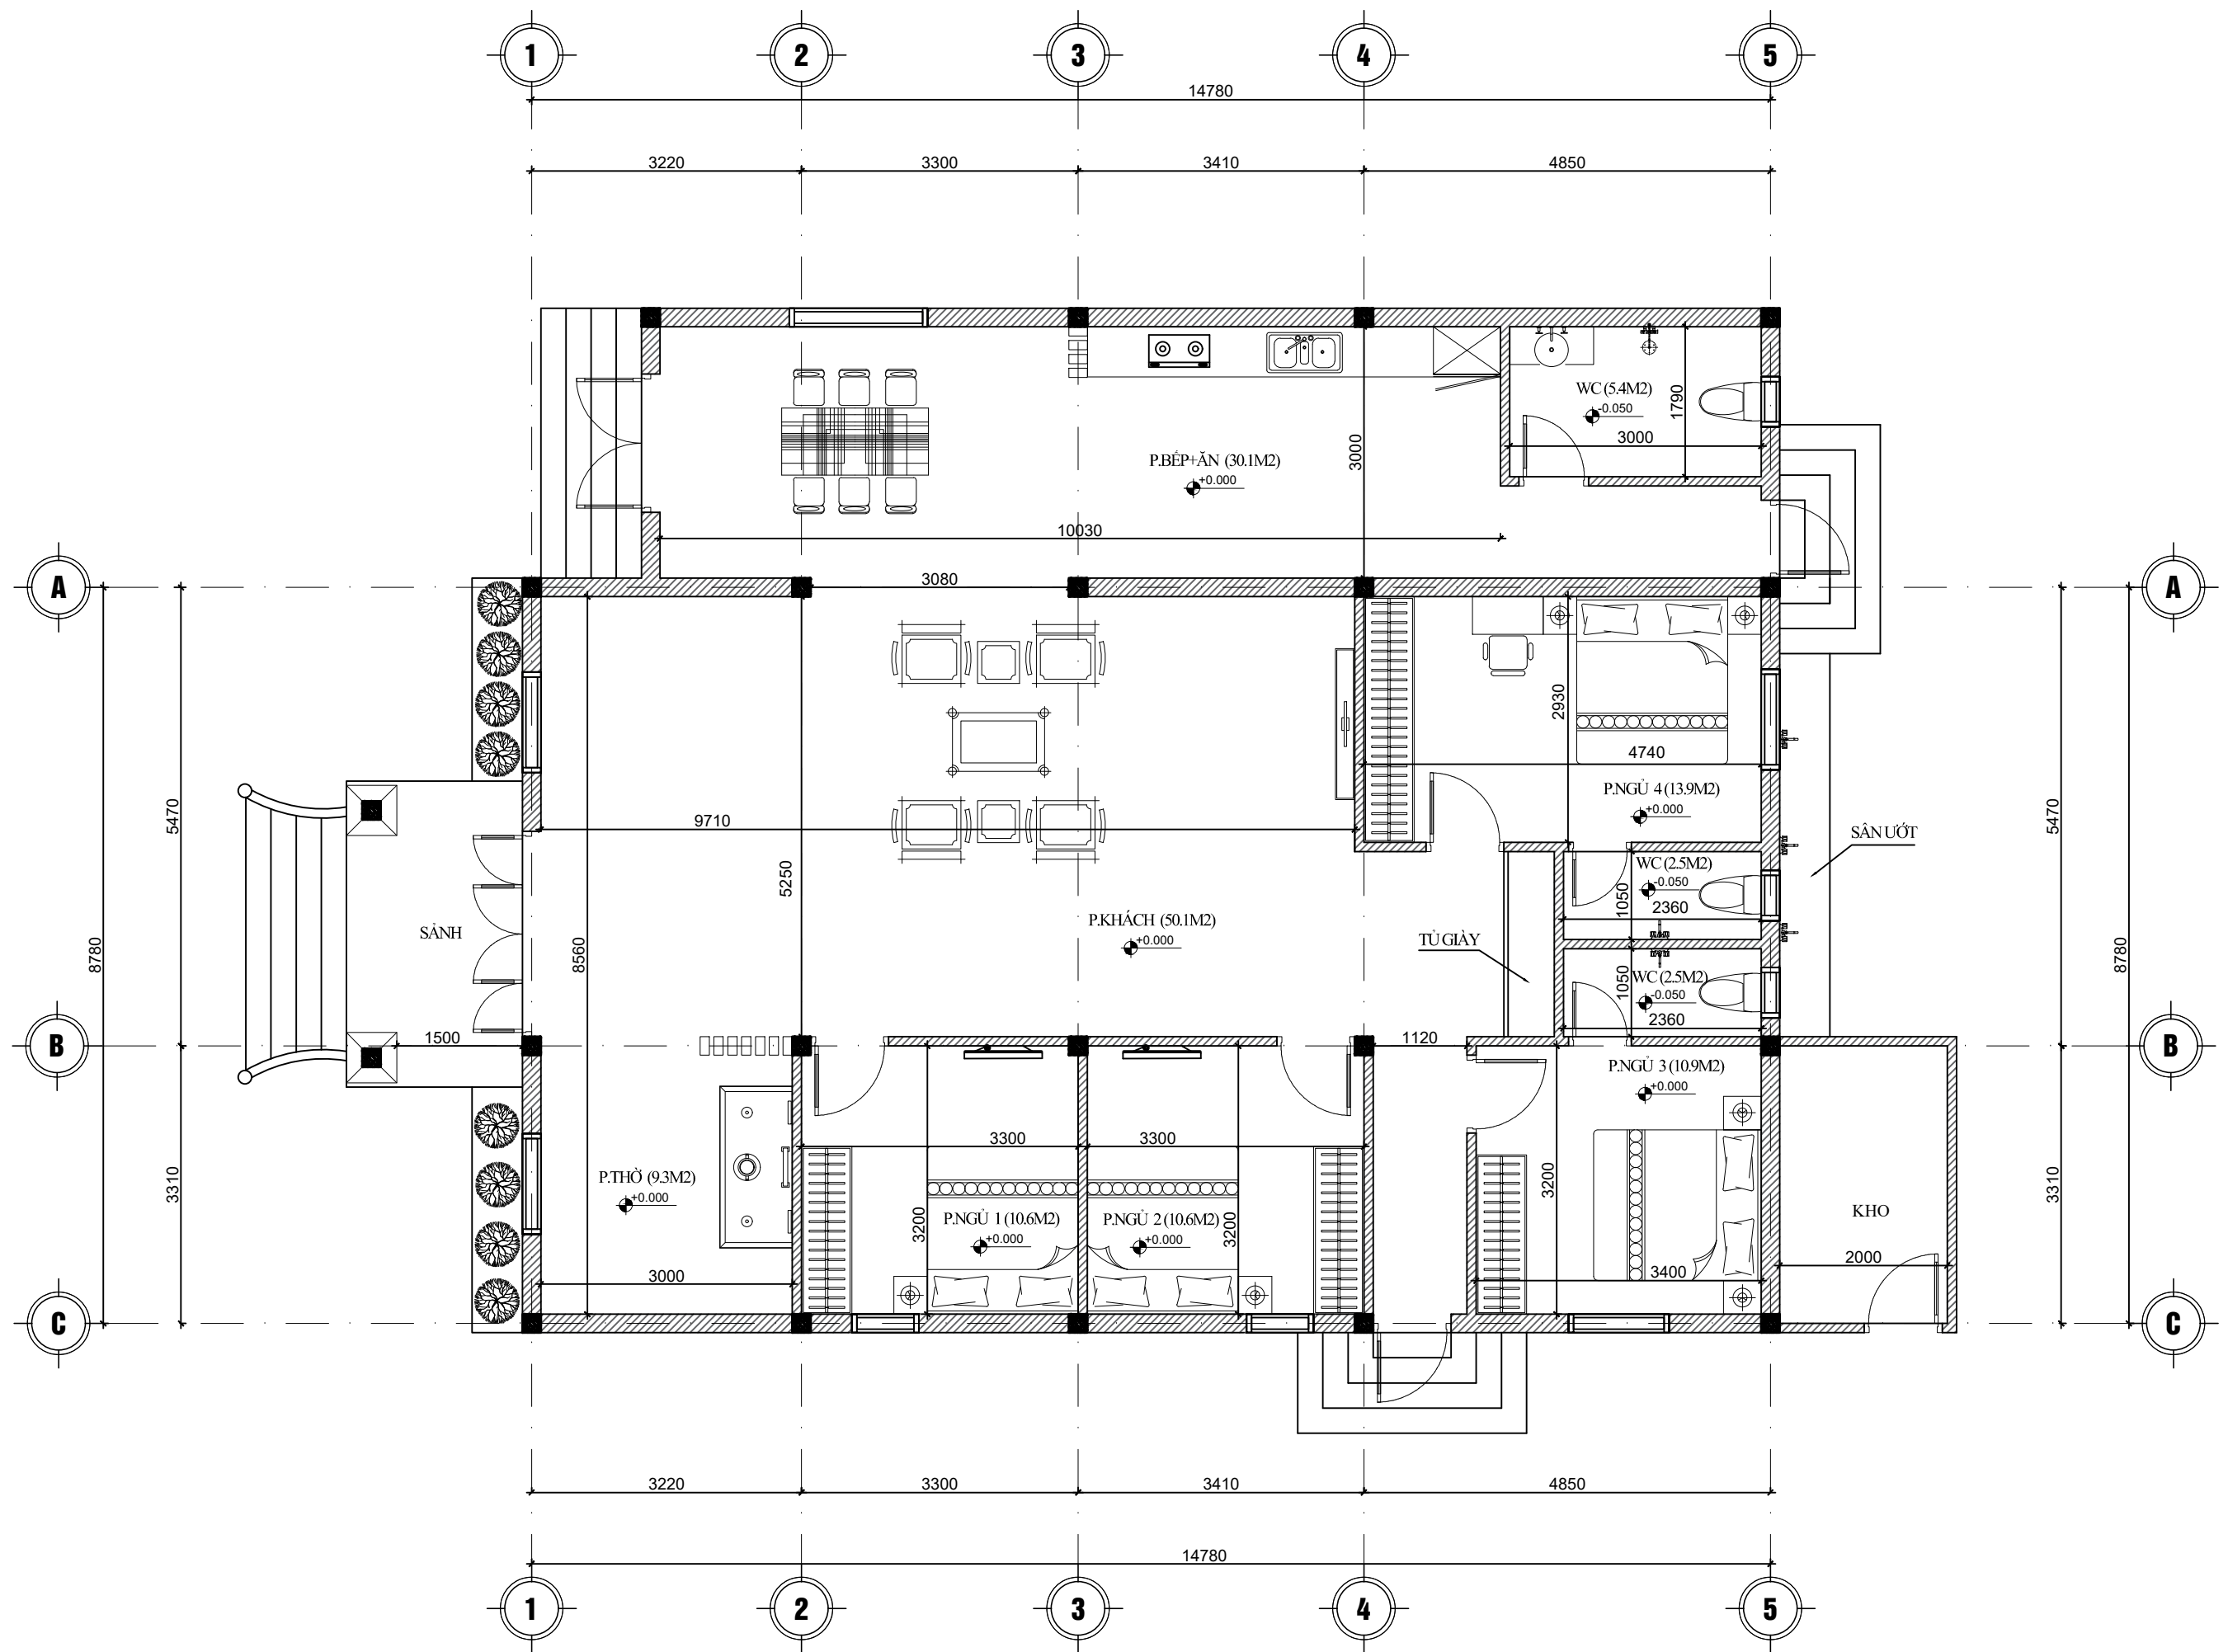 1 2 3 4 5
14780
3220 3300 3410 4850
WC (5.4M2)
-0.050
1790
3000
P.BẾP+ĂN (30.1M2)
+0.000
3000
10030
A A
3080
2930
4740
P.NGỦ 4 (13.9M2)
+0.000
9710
5470 5470
SÂN ƯỚT
WC (2.5M2)
-0.050
1050
2360
5250
P.KHÁCH (50.1M2)
+0.000
SẢNH
TỦ GIÀY
8780 8560 8780
WC (2.5M2)
-0.050
1050
2360
B B
1500
1120
P.NGỦ 3 (10.9M2)
+0.000
3300 3300
P.THỜ (9.3M2)
+0.000
3310 3310
3200
P.NGỦ 1 (10.6M2) P.NGỦ 2 (10.6M2)
+0.000 +0.000
3200 3200
KHO
2000
3000
3400
C C
3220 3300 3410 4850
14780
1 2 3 4 5